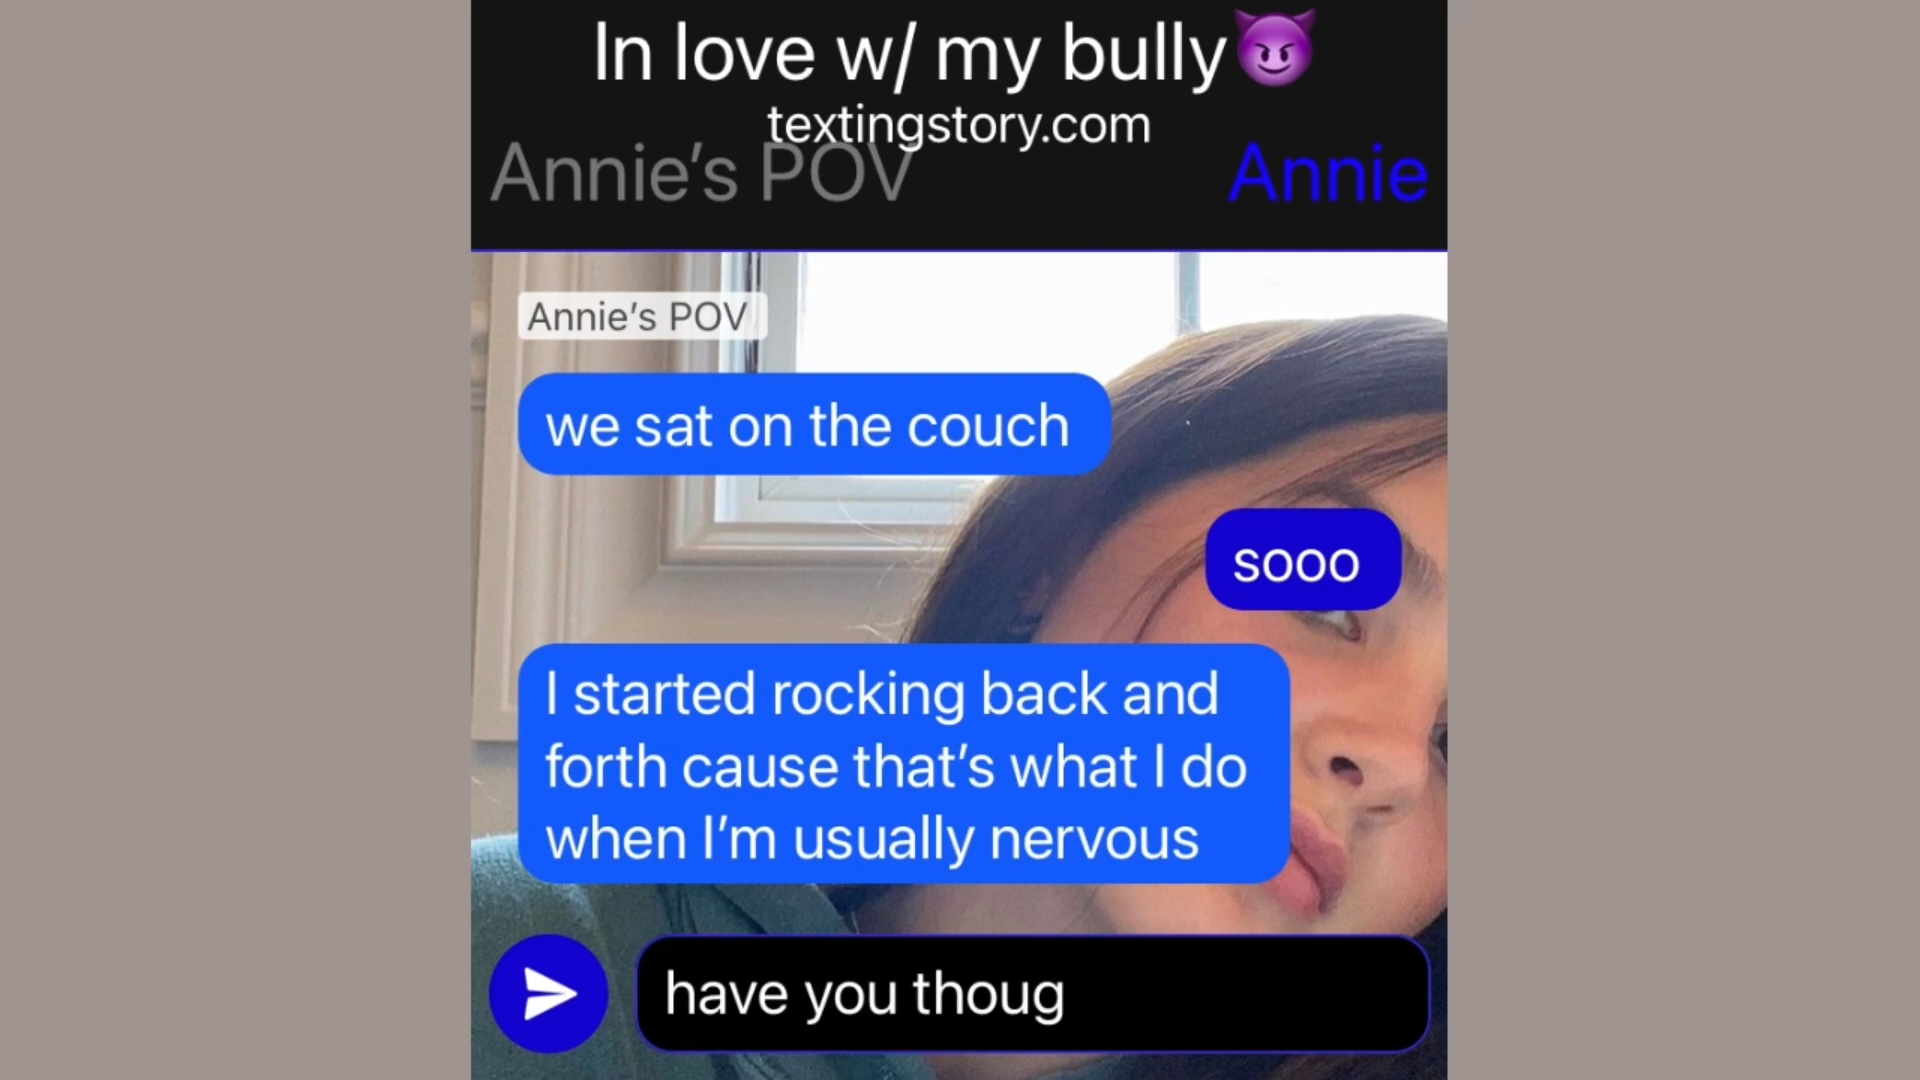 In love w/ my bully😈
textingstory.com
Annie’s POV
Annie
Annie’s POV
we sat on the couch
sooo
I started rocking back and
forth cause that’s what I do
when I’m usually nervous
have you thoug